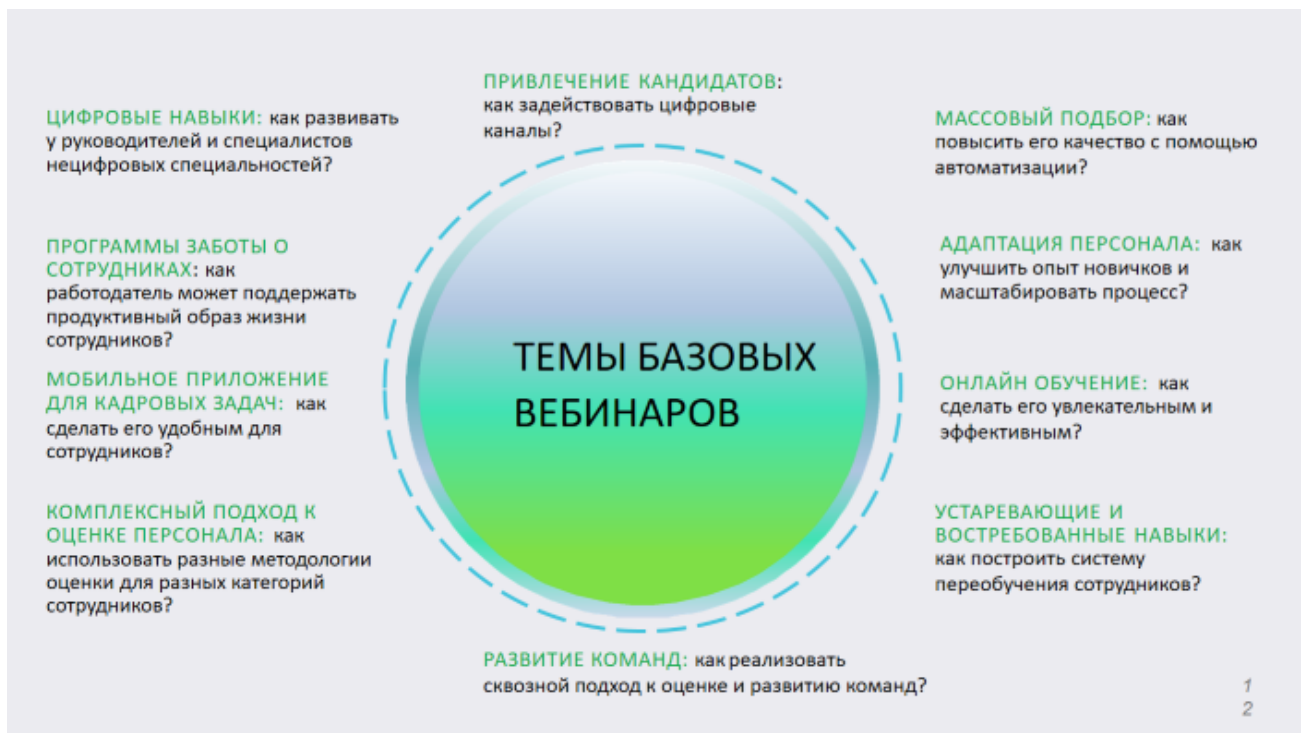 ПРИВЛЕЧЕНИЕ КАНДИДАТОВ:
как задействовать цифровые
каналы?
ЦИФРОВЫЕ НАВЫКИ: как развивать
у руководителей и специалистов
нецифровых специальностей?
ПРОГРАММЫ ЗАБОТЫ О
СОТРУДНИКАХ: как
работодатель может поддержать
продуктивный образ жизни
сотрудников?
МОБИЛЬНОЕ ПРИЛОЖЕНИЕ
ДЛЯ КАДРОВЫХ ЗАДАЧ: как
сделать его удобным для
сотрудников?
КОМПЛЕКСНЫЙ ПОДХОД К
ОЦЕНКЕ ПЕРСОНАЛА: как
использовать разные методологии
оценки для разных категорий
сотрудников?
ТЕМЫ БАЗОВЫХ
ВЕБИНАРОВ
МАССОВЫЙ ПОДБОР: как
повысить его качество с помощью
автоматизации?
АДАПТАЦИЯ ПЕРСОНАЛА: как
улучшить опыт новичков и
масштабировать процесс?
ОНЛАЙН ОБУЧЕНИЕ: как
сделать его увлекательным и
эффективным?
УСТАРЕВАЮЩИЕ И
ВОСТРЕБОВАННЫЕ НАВЫКИ:
как построить систему
переобучения сотрудников?
РАЗВИТИЕ КОМАНД: как реализовать
сквозной подход к оценке и развитию команд?
1
2